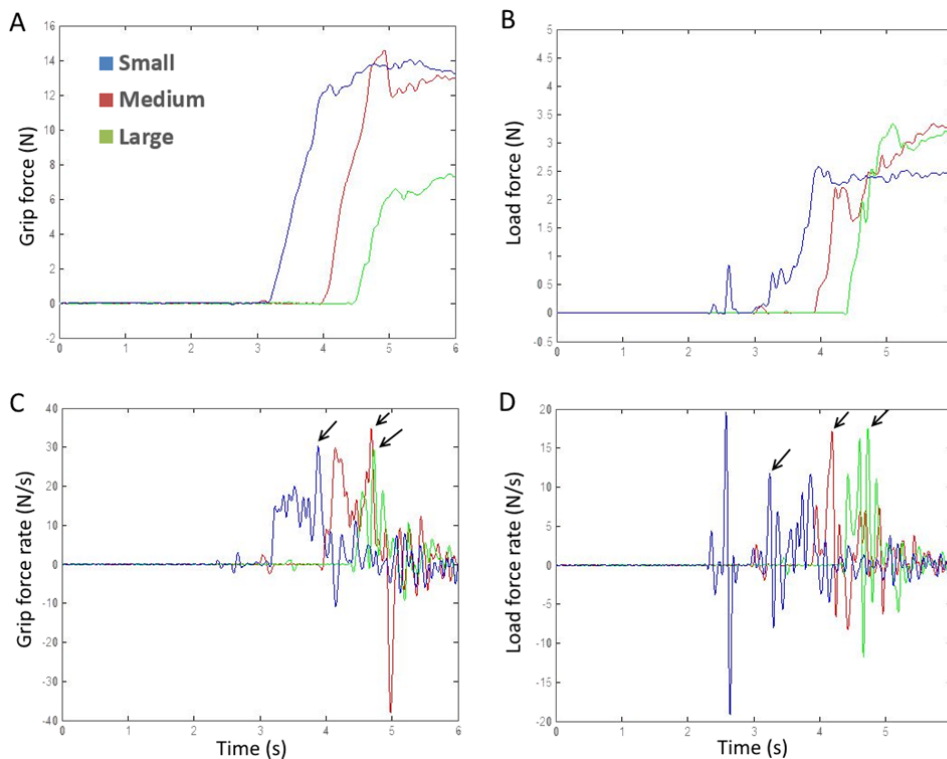 A
Grip force (N)
16
14
12
10
8
6
4
2
0
-2
Small
Medium
Large
0 1 2 3 4 5 6
B
Load force (N)
5
4.5
4
3.5
3
2.5
2
1.5
1
0.5
0
-0 5
0 1 2 3 4 5
C
Grip force rate (N/s)
40
30
20
10
0
-10
-20
-30
-40
0 1 2 3 4 5 6
Time (s)
D
Load force rate (N/s)
20
15
10
5
0
-5
-10
-15
-20
0 1 2 3 4 5
Time (s)